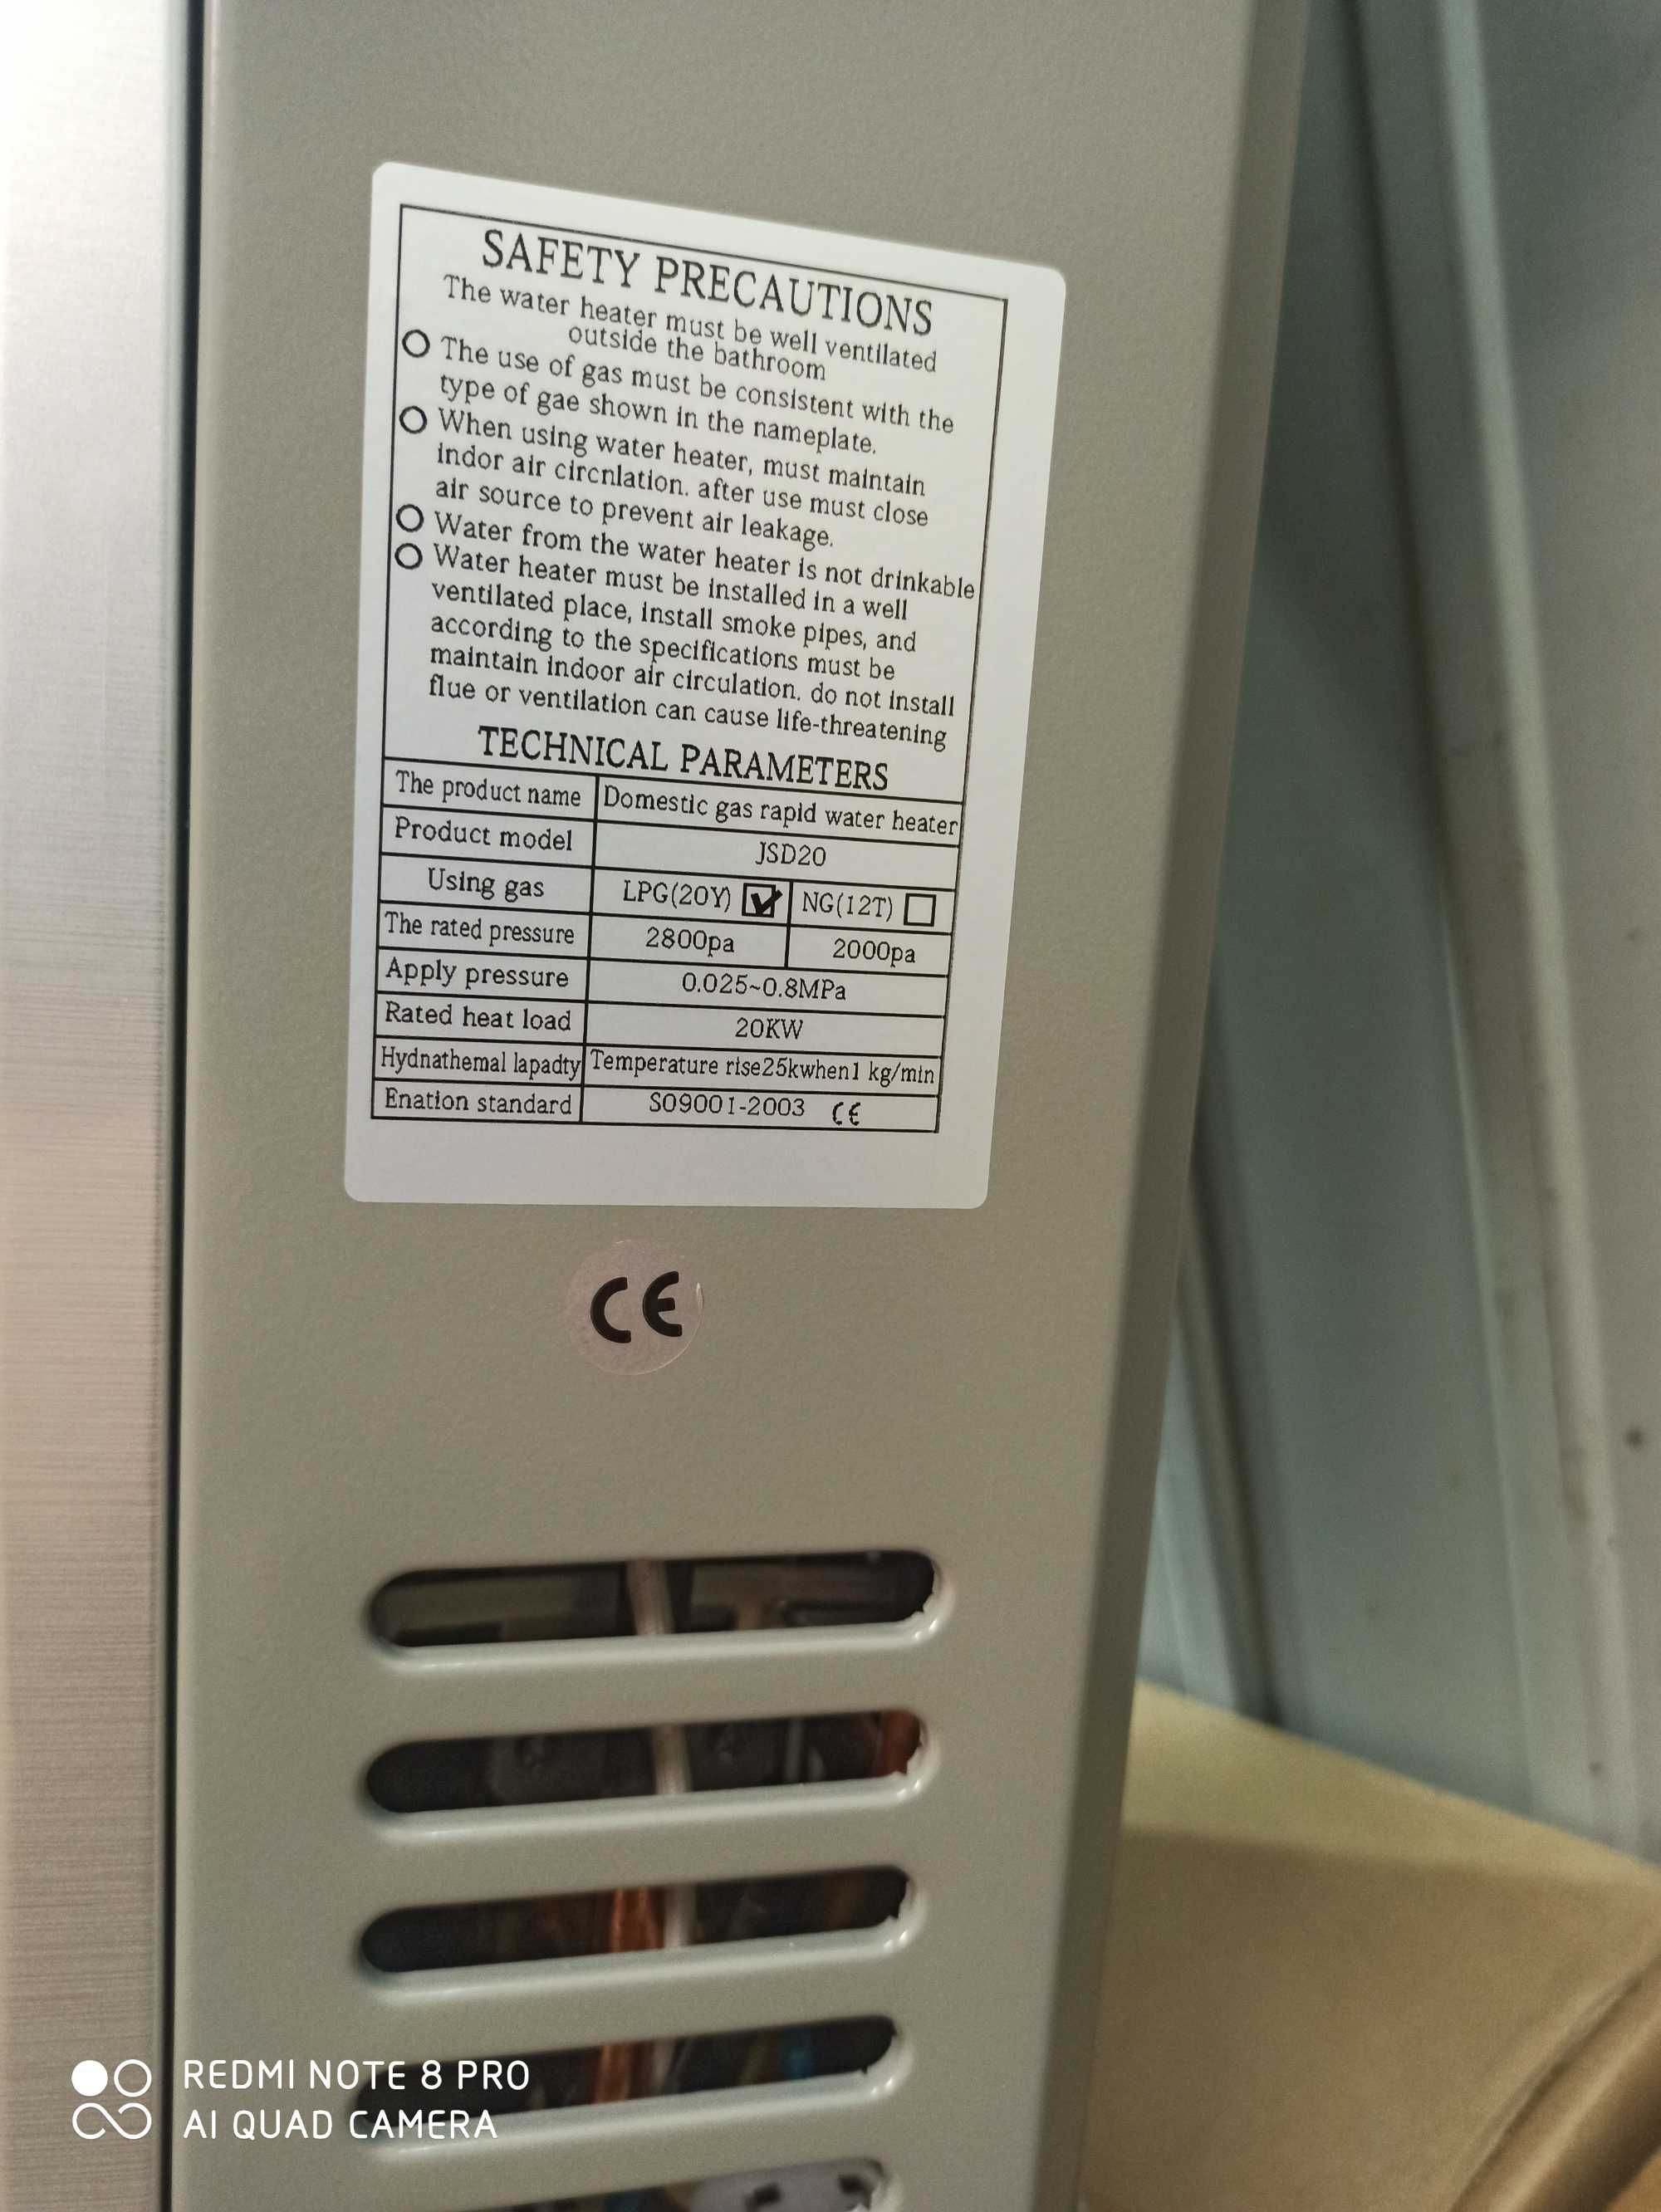 SAFETY PRECAUTIONS
The water heater must be well ventilated
outside the bathroom
The use of gas must be consistent with the
type of gae shown in the nameplate.
When using water heater, must maintain
indor air circnlation. after use must close
air source to prevent air leakage.
Water from the water heater is not drinkable
Water heater must be installed in a well
ventilated place, install smoke pipes, and
according to the specifications must be
maintain indoor air circulation. do not install
flue or ventilation can cause life-threatening
TECHNICAL PARAMETERS
The product name Domestic gas rapid water heater
Product model JSD20
Using gas LPG(20Y) NG(12T)
The rated pressure 2800pa 2000pa
Apply pressure 0.025~0.8MPa
Rated heat load 20KW
Hydnathemal lapadty Temperature rise25kwhen1 kg/min
Enation standard S09001-2003 CE
CE
REDMI NOTE 8 PRO
AI QUAD CAMERA